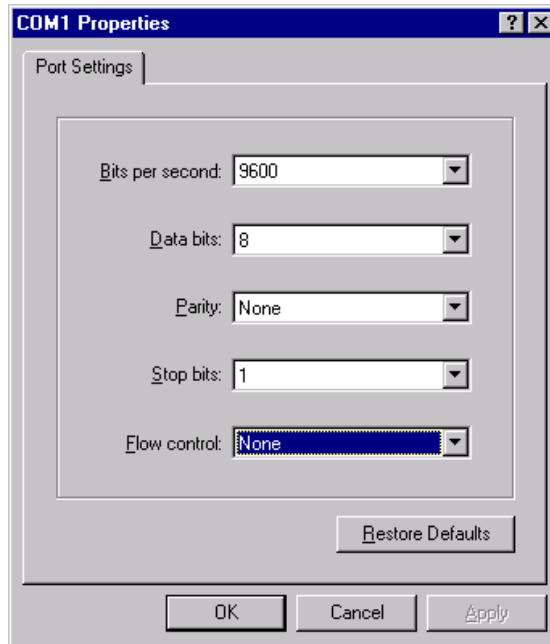 COM1 Properties
Port Settings
Bits per second: 9600
Data bits: 8
Parity: None
Stop bits: 1
Flow control: None
Restore Defaults
OK Cancel Apply